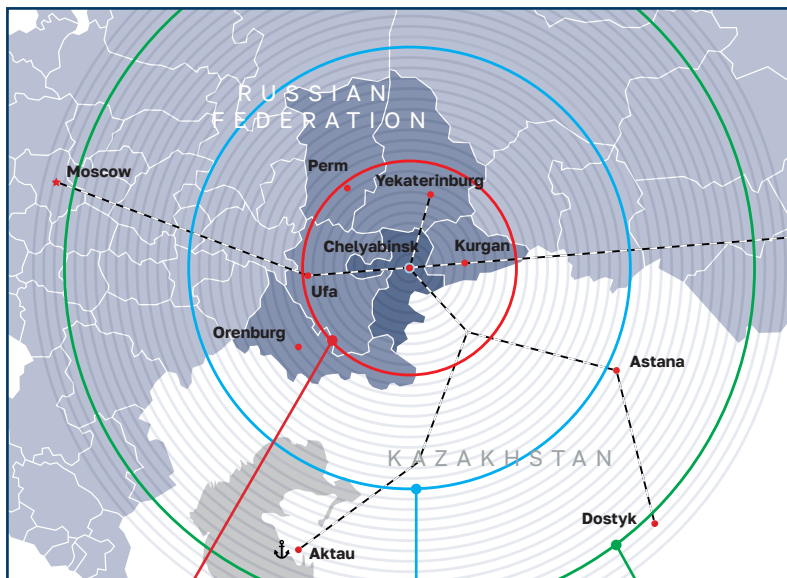 RUSSIAN
FEDERATION
Moscow
Perm
Yekaterinburg
Chelyabinsk
Kurgan
Ufa
Orenburg
Astana
KAZAKHSTAN
Dostyk
Aktau